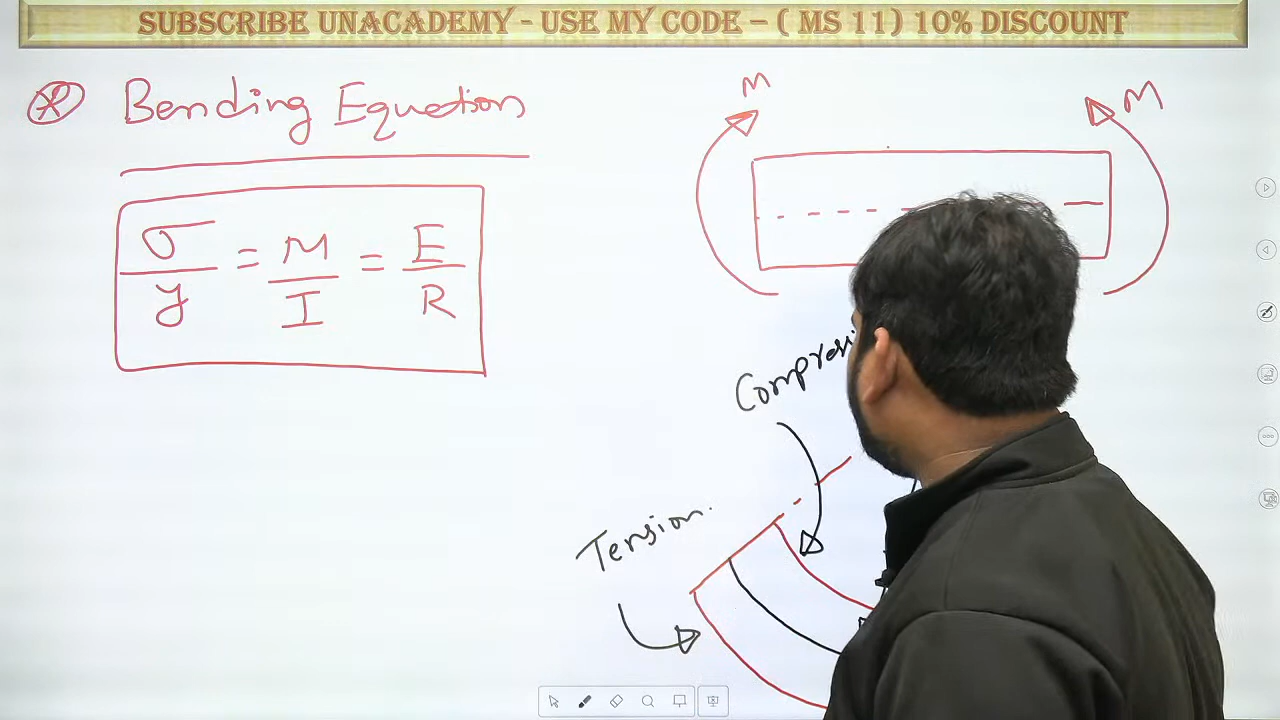 SUBSCRIBE UNACADEMY - USE MY CODE – ( MS 11) 10% DISCOUNT
Bending Equation
σ/y = M/I = E/R
M
M
Tension.